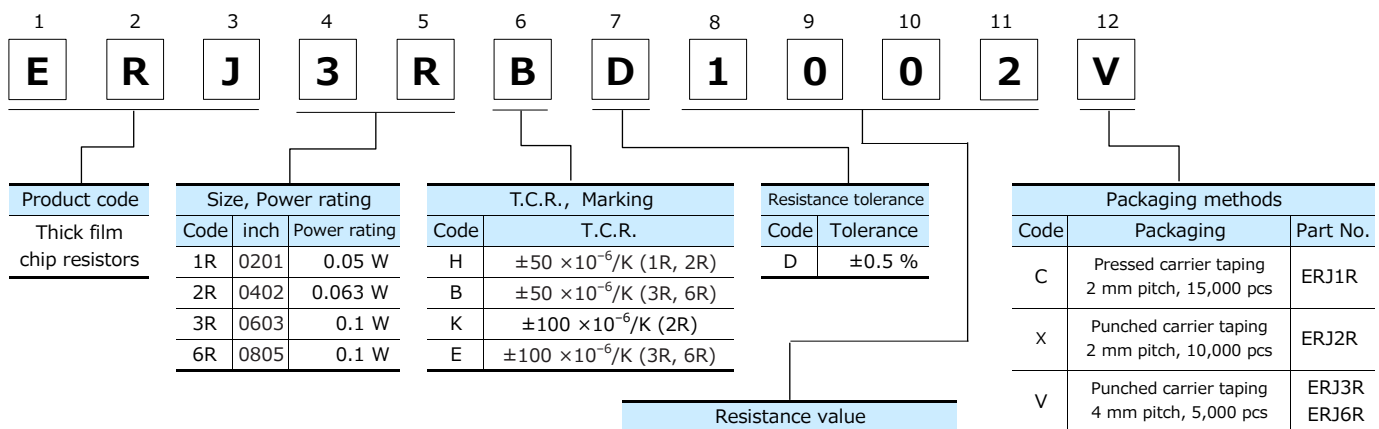 1 2 3 4 5 6 7 8 9 10 11 12
E R J 3 R B D 1 0 0 2 V
Product code
Thick film
chip resistors
Size, Power rating
Code inch Power rating
1R 0201 0.05 W
2R 0402 0.063 W
3R 0603 0.1 W
6R 0805 0.1 W
T.C.R., Marking
Code T.C.R.
H ±50 ×10⁻⁶/K (1R, 2R)
B ±50 ×10⁻⁶/K (3R, 6R)
K ±100 ×10⁻⁶/K (2R)
E ±100 ×10⁻⁶/K (3R, 6R)
Resistance tolerance
Code Tolerance
D ±0.5 %
Packaging methods
Code Packaging Part No.
C Pressed carrier taping ERJ1R
2 mm pitch, 15,000 pcs
X Punched carrier taping ERJ2R
2 mm pitch, 10,000 pcs
V Punched carrier taping ERJ3R
4 mm pitch, 5,000 pcs ERJ6R
Resistance value